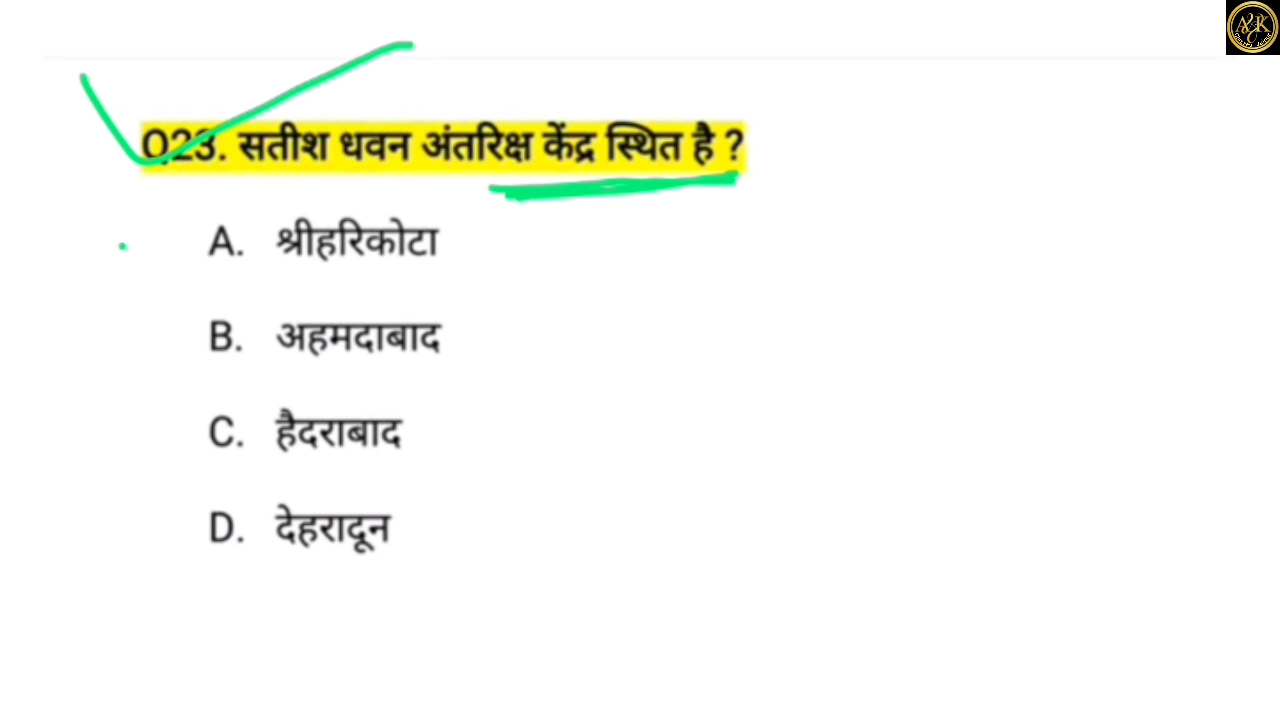 Q23. सतीश धवन अंतरिक्ष केंद्र स्थित है ?
A. श्रीहरिकोटा
B. अहमदाबाद
C. हैदराबाद
D. देहरादून